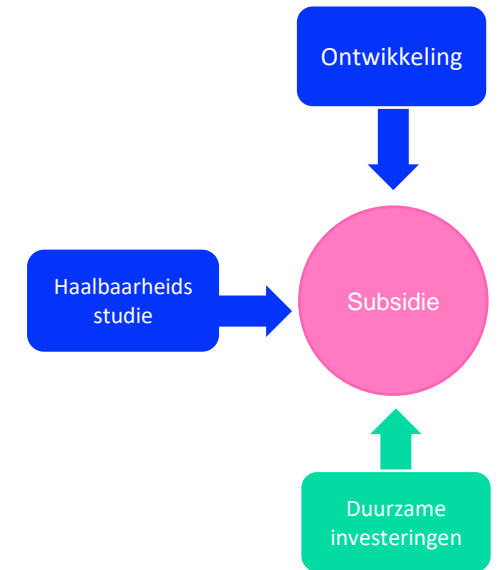 Ontwikkeling
Haalbaarheids
studie
Subsidie
Duurzame
investeringen